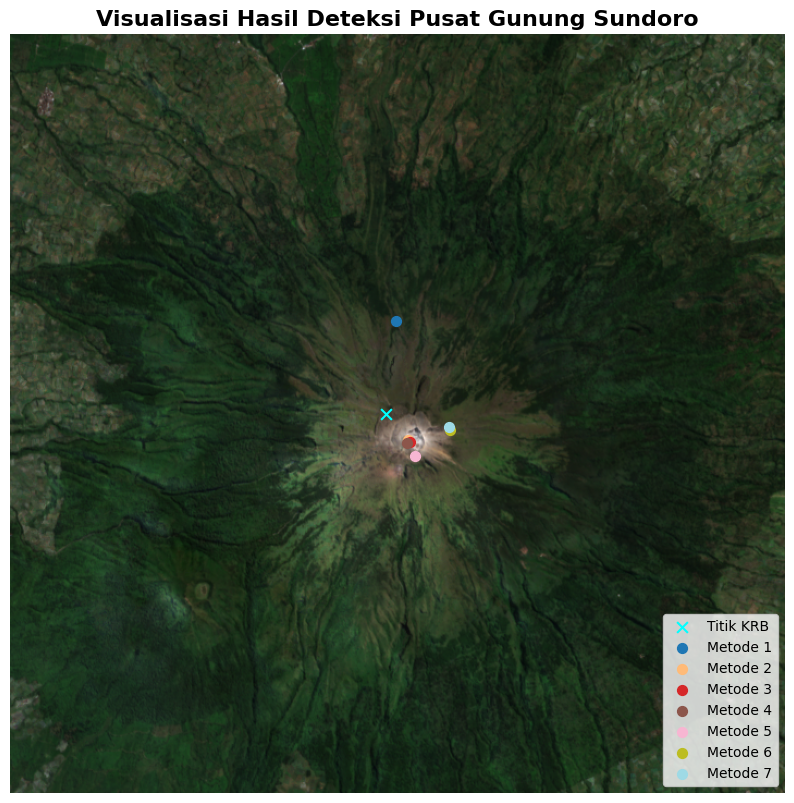 Visualisasi Hasil Deteksi Pusat Gunung Sundoro
Titik KRB
Metode 1
Metode 2
Metode 3
Metode 4
Metode 5
Metode 6
Metode 7